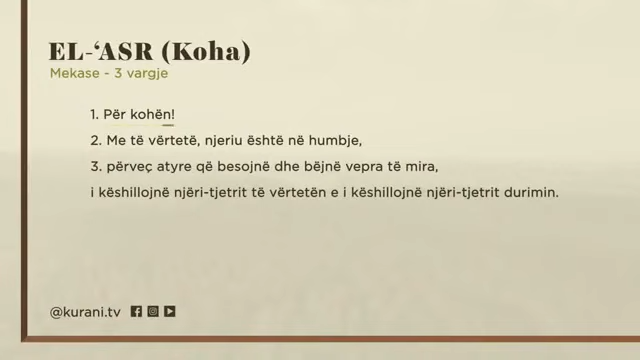 EL-‘ASR (Koha)
Mekase - 3 vargje
1. Për kohën!
2. Me të vërtetë, njeriu është në humbje,
3. përveç atyre që besojnë dhe bëjnë vepra të mira,
i këshillojnë njëri-tjetrit të vërtetën e i këshillojnë njëri-tjetrit durimin.
@kurani.tv